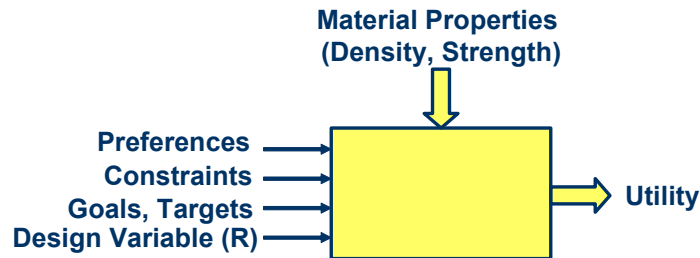 Material Properties
(Density, Strength)
Preferences
Constraints
Goals, Targets
Design Variable (R)
Utility